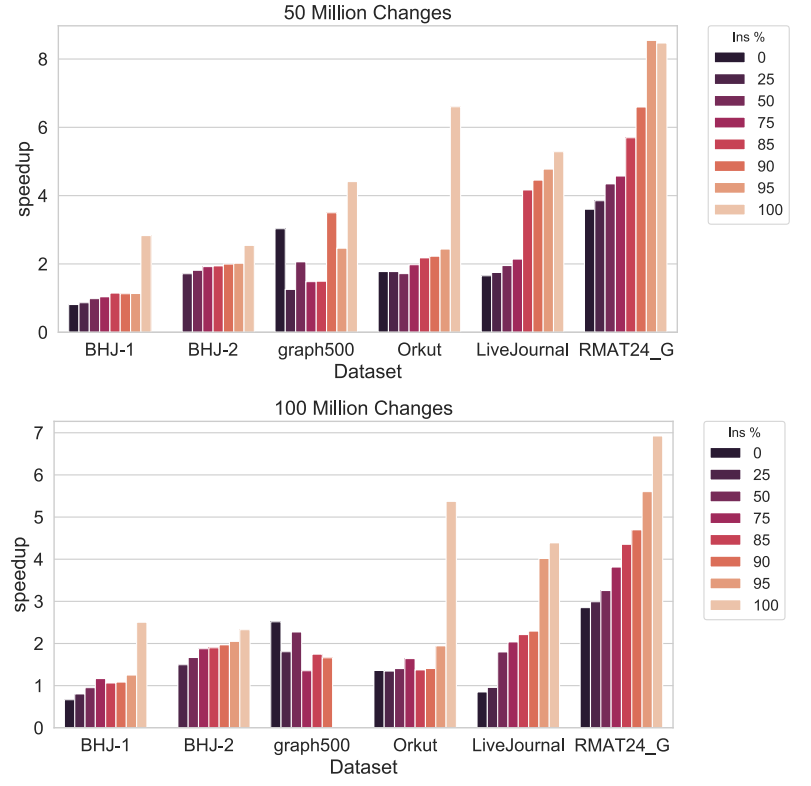 50 Million Changes
speedup
8
6
4
2
0
BHJ-1 BHJ-2 graph500 Orkut LiveJournal RMAT24_G
Dataset
Ins %
0
25
50
75
85
90
95
100
100 Million Changes
speedup
7
6
5
4
3
2
1
0
BHJ-1 BHJ-2 graph500 Orkut LiveJournal RMAT24_G
Dataset
Ins %
0
25
50
75
85
90
95
100